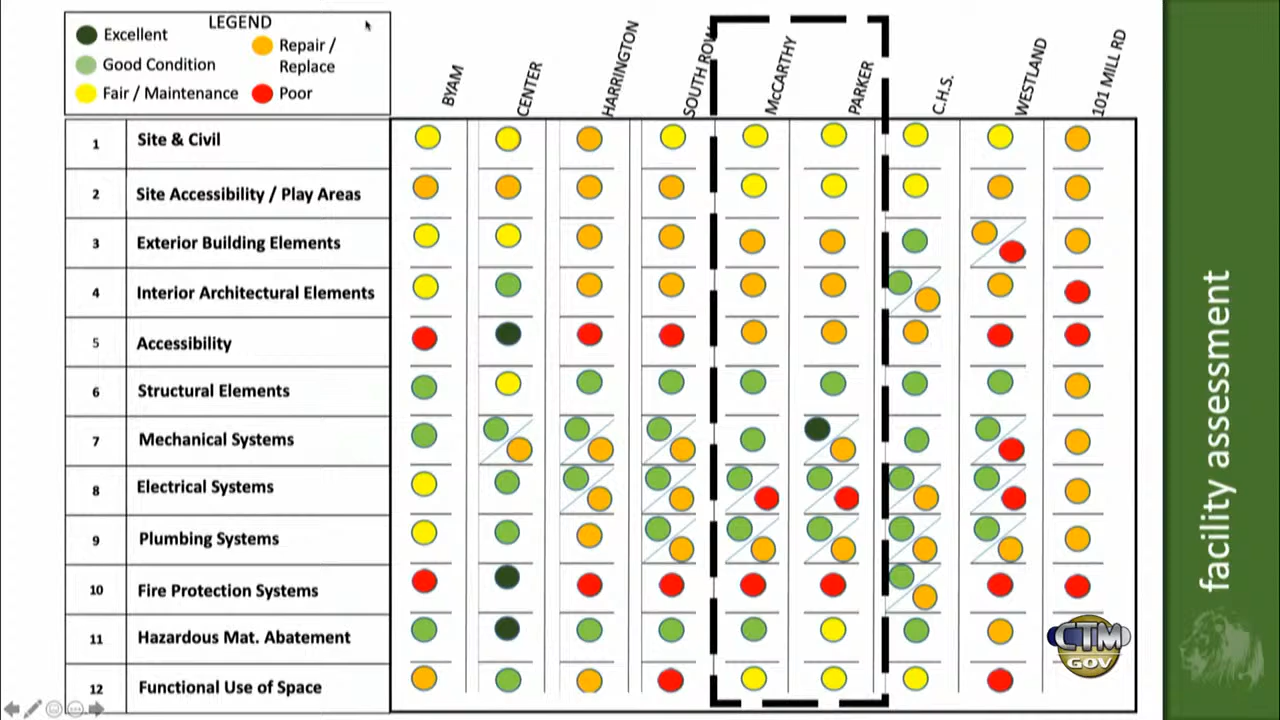 LEGEND
Excellent
Good Condition
Fair / Maintenance
Repair /
Replace
Poor
BYAM
CENTER
HARRINGTON
SOUTH ROW
McCARTHY
PARKER
C.H.S.
WESTLAND
101 MILL RD
1 Site & Civil
2 Site Accessibility / Play Areas
3 Exterior Building Elements
4 Interior Architectural Elements
5 Accessibility
6 Structural Elements
7 Mechanical Systems
8 Electrical Systems
9 Plumbing Systems
10 Fire Protection Systems
11 Hazardous Mat. Abatement
12 Functional Use of Space
facility assessment
CTM
GOV